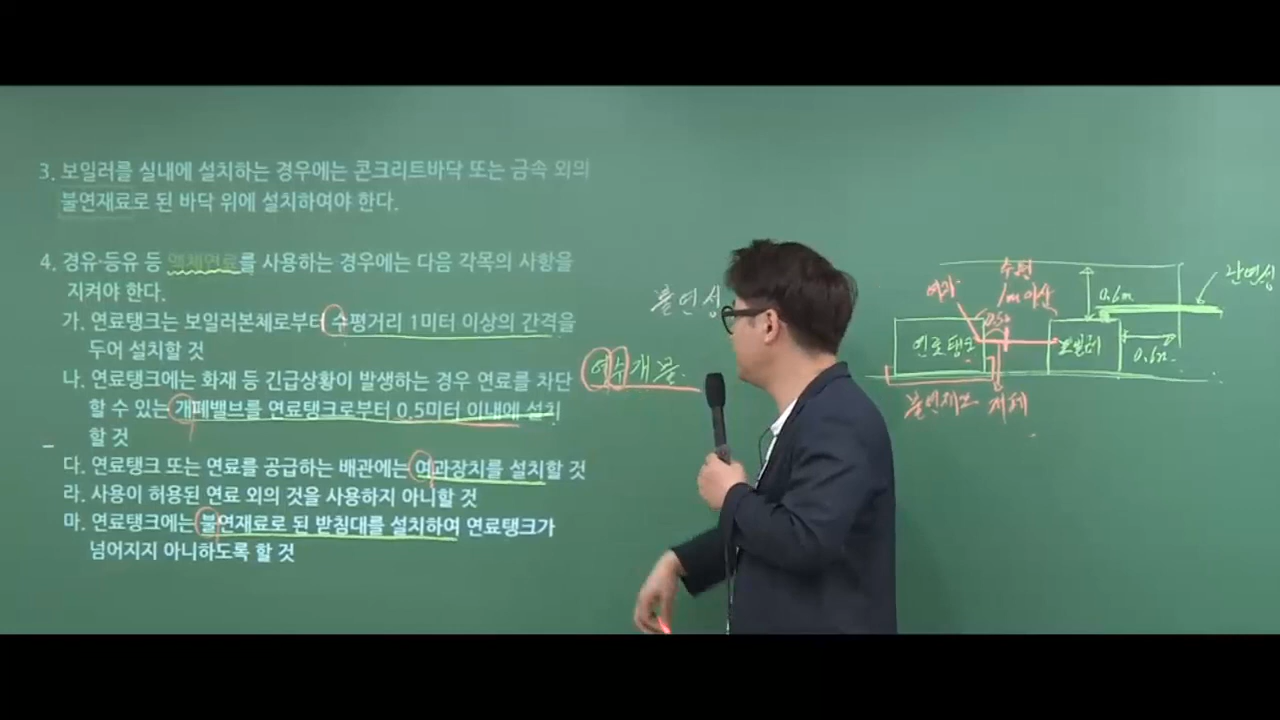 3. 보일러를 실내에 설치하는 경우에는 콘크리트바닥 또는 금속 외의
불연재료로 된 바닥 위에 설치하여야 한다.
4. 경유·등유 등 액체연료를 사용하는 경우에는 다음 각목의 사항을
지켜야 한다.
가. 연료탱크는 보일러본체로부터 수평거리 1미터 이상의 간격을
두어 설치할 것
나. 연료탱크에는 화재 등 긴급상황이 발생하는 경우 연료를 차단
할 수 있는 개폐밸브를 연료탱크로부터 0.5미터 이내에 설치
할 것
다. 연료탱크 또는 연료를 공급하는 배관에는 여과장치를 설치할 것
라. 사용이 허용된 연료 외의 것을 사용하지 아니할 것
마. 연료탱크에는 불연재료로 된 받침대를 설치하여 연료탱크가
넘어지지 아니하도록 할 것
불연성
여수개불
수평
1m 이상
여과
0.5m
0.6m
난연성
연료탱크
보일러
0.6m
불연재료
개폐